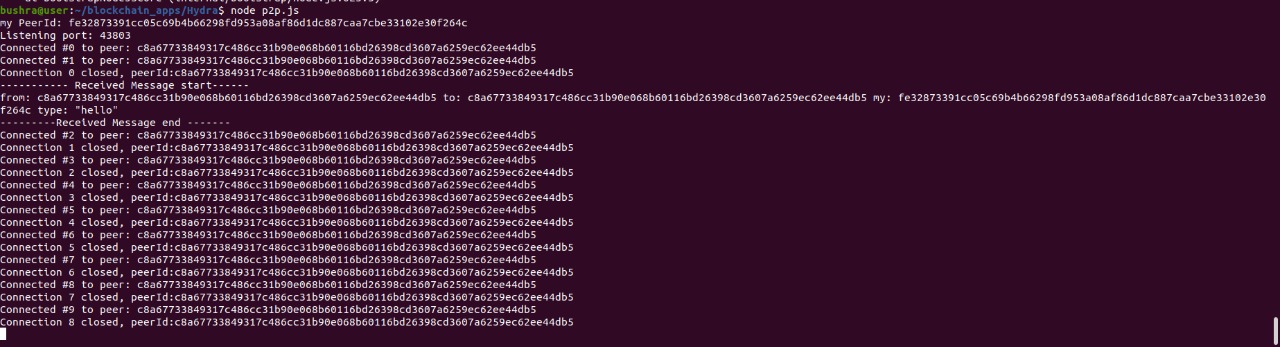 bushra@user:~/blockchain_apps/Hydra$ node p2p.js
my PeerId: fe32873391cc05c69b4b66298fd953a08af86d1dc887caa7cbe33102e30f264c
Listening port: 43803
Connected #0 to peer: c8a67733849317c486cc31b90e068b60116bd26398cd3607a6259ec62ee44db5
Connected #1 to peer: c8a67733849317c486cc31b90e068b60116bd26398cd3607a6259ec62ee44db5
Connection 0 closed, peerId:c8a67733849317c486cc31b90e068b60116bd26398cd3607a6259ec62ee44db5
----------- Received Message start------
from: c8a67733849317c486cc31b90e068b60116bd26398cd3607a6259ec62ee44db5 to: c8a67733849317c486cc31b90e068b60116bd26398cd3607a6259ec62ee44db5 my: fe32873391cc05c69b4b66298fd953a08af86d1dc887caa7cbe33102e30
f264c type: "hello"
---------Received Message end -------
Connected #2 to peer: c8a67733849317c486cc31b90e068b60116bd26398cd3607a6259ec62ee44db5
Connection 1 closed, peerId:c8a67733849317c486cc31b90e068b60116bd26398cd3607a6259ec62ee44db5
Connected #3 to peer: c8a67733849317c486cc31b90e068b60116bd26398cd3607a6259ec62ee44db5
Connection 2 closed, peerId:c8a67733849317c486cc31b90e068b60116bd26398cd3607a6259ec62ee44db5
Connected #4 to peer: c8a67733849317c486cc31b90e068b60116bd26398cd3607a6259ec62ee44db5
Connection 3 closed, peerId:c8a67733849317c486cc31b90e068b60116bd26398cd3607a6259ec62ee44db5
Connected #5 to peer: c8a67733849317c486cc31b90e068b60116bd26398cd3607a6259ec62ee44db5
Connection 4 closed, peerId:c8a67733849317c486cc31b90e068b60116bd26398cd3607a6259ec62ee44db5
Connected #6 to peer: c8a67733849317c486cc31b90e068b60116bd26398cd3607a6259ec62ee44db5
Connection 5 closed, peerId:c8a67733849317c486cc31b90e068b60116bd26398cd3607a6259ec62ee44db5
Connected #7 to peer: c8a67733849317c486cc31b90e068b60116bd26398cd3607a6259ec62ee44db5
Connection 6 closed, peerId:c8a67733849317c486cc31b90e068b60116bd26398cd3607a6259ec62ee44db5
Connected #8 to peer: c8a67733849317c486cc31b90e068b60116bd26398cd3607a6259ec62ee44db5
Connection 7 closed, peerId:c8a67733849317c486cc31b90e068b60116bd26398cd3607a6259ec62ee44db5
Connected #9 to peer: c8a67733849317c486cc31b90e068b60116bd26398cd3607a6259ec62ee44db5
Connection 8 closed, peerId:c8a67733849317c486cc31b90e068b60116bd26398cd3607a6259ec62ee44db5